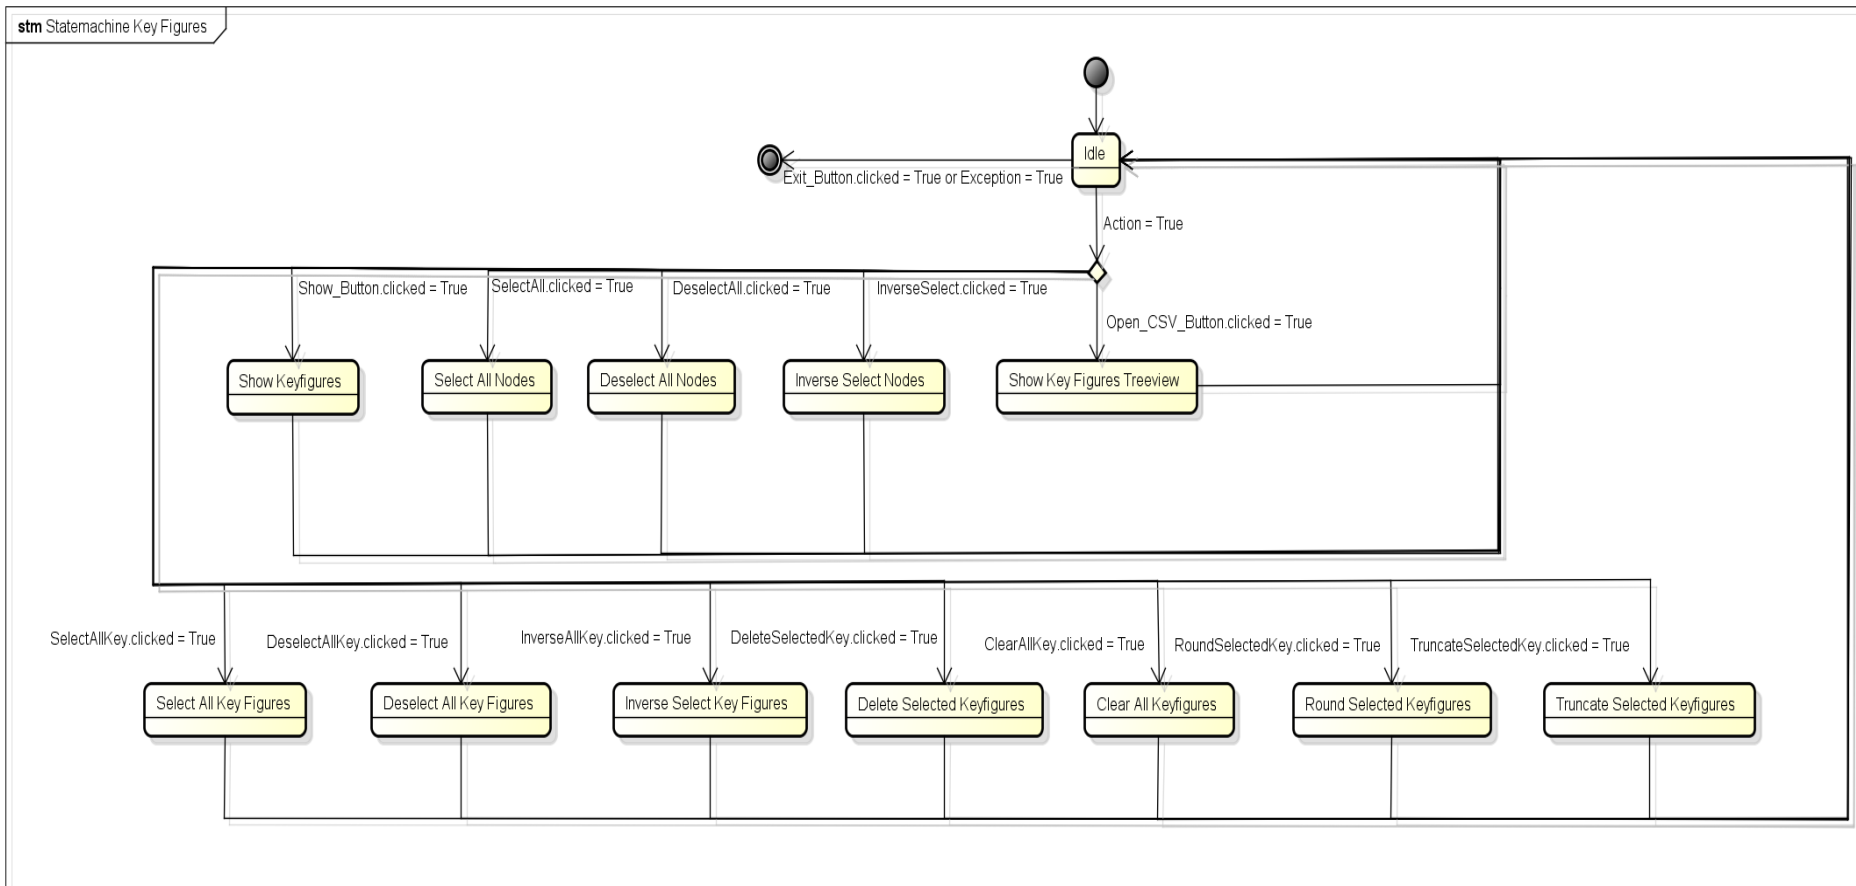 stm Statemachine Key Figures
Idle
Exit_Button.clicked = True or Exception = True
Action = True
Show_Button.clicked = True
SelectAll.clicked = True
DeselectAll.clicked = True
InverseSelect.clicked = True
Open_CSV_Button.clicked = True
Show Keyfigures
Select All Nodes
Deselect All Nodes
Inverse Select Nodes
Show Key Figures Treeview
SelectAllKey.clicked = True
DeselectAllKey.clicked = True
InverseAllKey.clicked = True
DeleteSelectedKey.clicked = True
ClearAllKey.clicked = True
RoundSelectedKey.clicked = True
TruncateSelectedKey.clicked = True
Select All Key Figures
Deselect All Key Figures
Inverse Select Key Figures
Delete Selected Keyfigures
Clear All Keyfigures
Round Selected Keyfigures
Truncate Selected Keyfigures